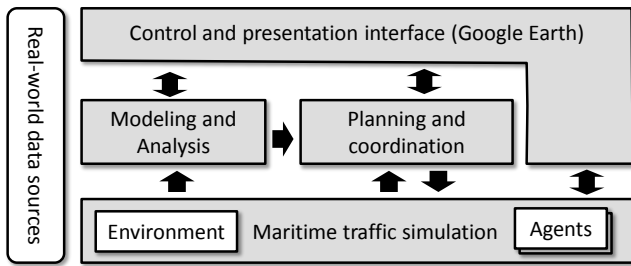 Real-world data sources
Control and presentation interface (Google Earth)
Modeling and
Analysis
Planning and
coordination
Environment
Maritime traffic simulation
Agents